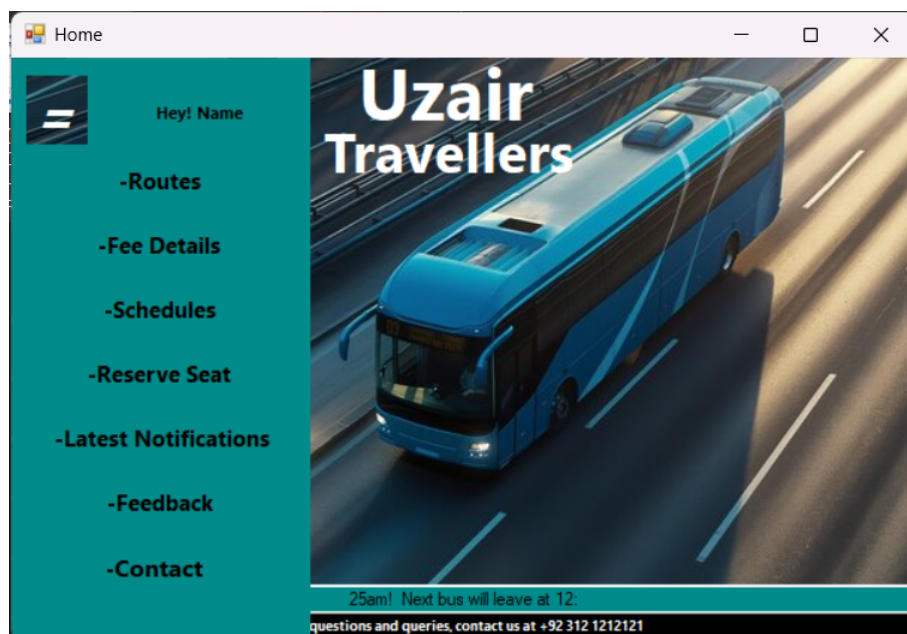 Home
=
Hey! Name
Uzair
Travellers
-Routes
-Fee Details
-Schedules
-Reserve Seat
-Latest Notifications
-Feedback
-Contact
25am!  Next bus will leave at 12:
questions and queries, contact us at +92 312 1212121